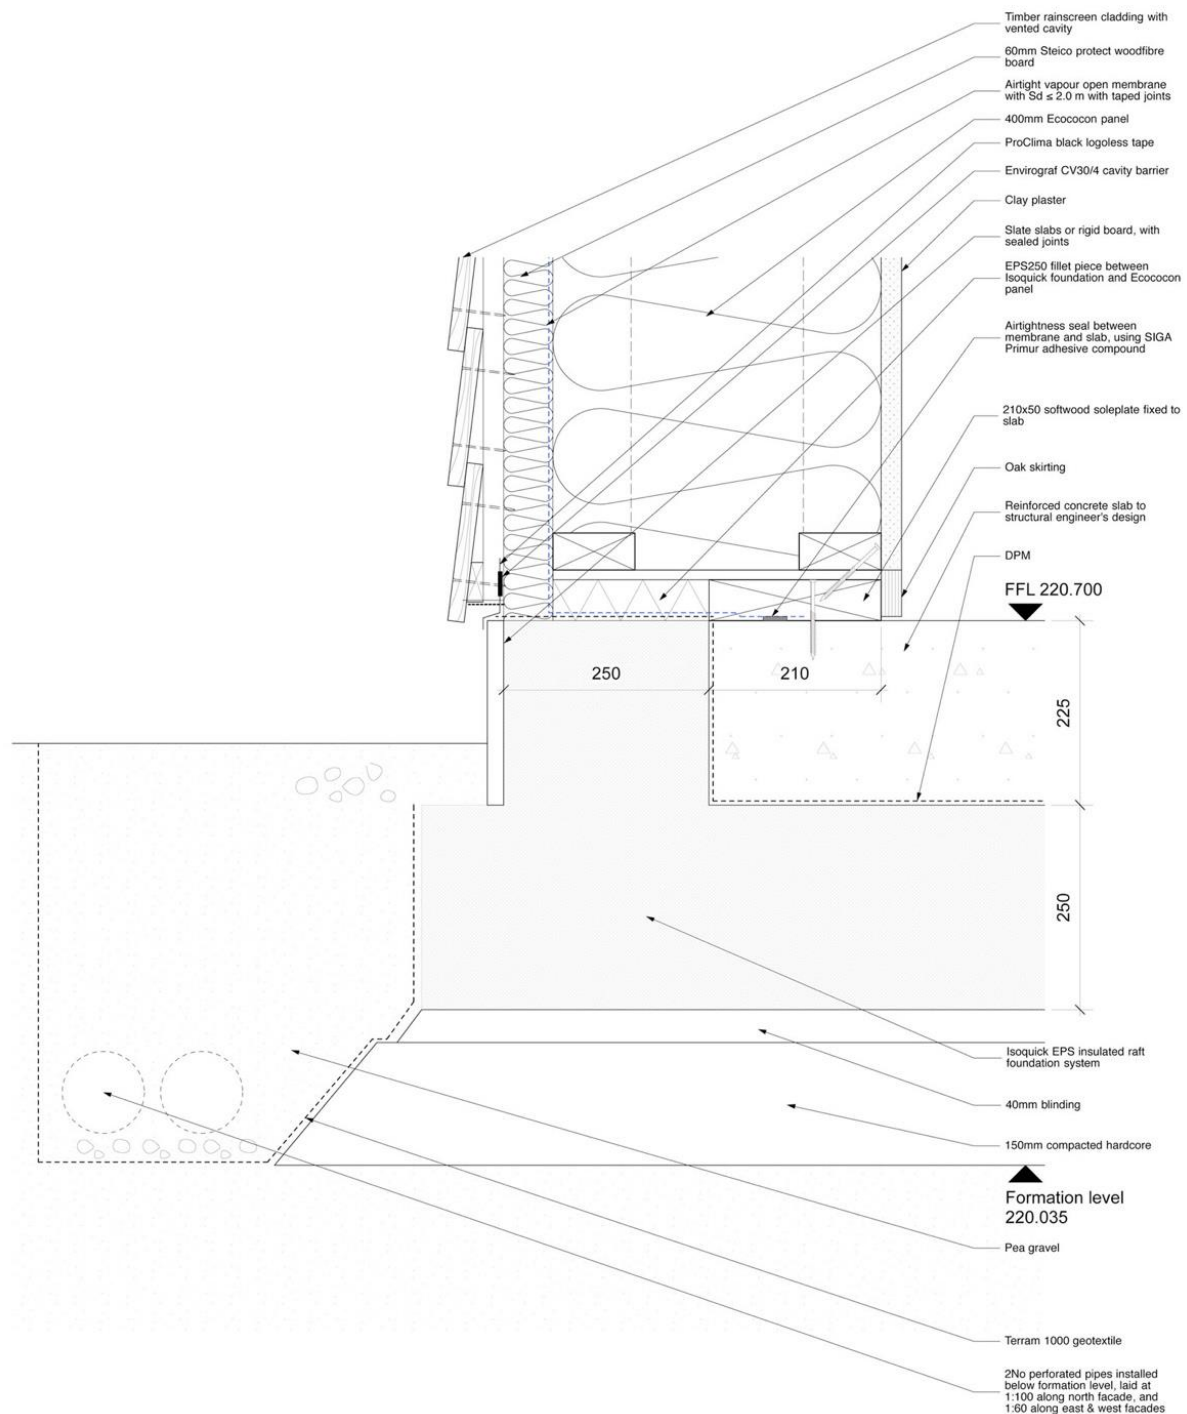 Timber rainscreen cladding with
vented cavity
60mm Steico protect woodfibre
board
Airtight vapour open membrane
with Sd ≤ 2.0 m with taped joints
400mm Ecococon panel
ProClima black logoless tape
Envirograf CV30/4 cavity barrier
Clay plaster
Slate slabs or rigid board, with
sealed joints
EPS250 fillet piece between
Isoquick foundation and Ecococon
panel
Airtightness seal between
membrane and slab, using SIGA
Primur adhesive compound
210x50 softwood soleplate fixed to
slab
Oak skirting
Reinforced concrete slab to
structural engineer's design
DPM
FFL 220.700
250
210
225
250
Isoquick EPS insulated raft
foundation system
40mm blinding
150mm compacted hardcore
Formation level
220.035
Pea gravel
Terram 1000 geotextile
2No perforated pipes installed
below formation level, laid at
1:100 along north facade, and
1:60 along east & west facades